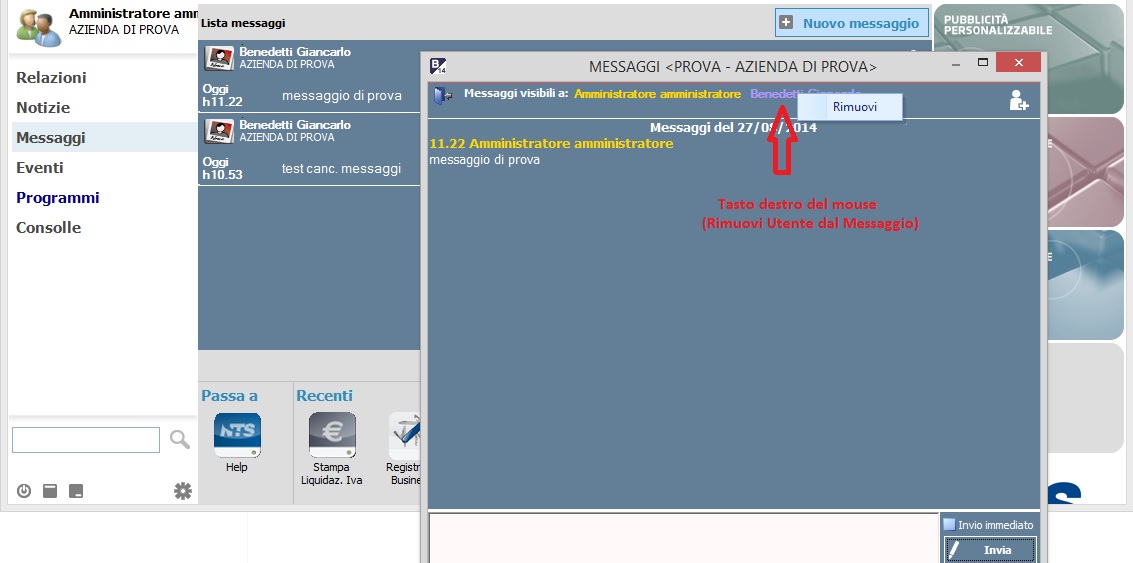 Amministratore amn
AZIENDA DI PROVA
Relazioni
Notizie
Messaggi
Eventi
Programmi
Consolle
Lista messaggi
Nuovo messaggio
Benedetti Giancarlo
AZIENDA DI PROVA
Oggi
h11.22
messaggio di prova
Benedetti Giancarlo
AZIENDA DI PROVA
Oggi
h10.53
test canc. messaggi
Passa a
Recenti
NTS
Help
€
Stampa
Liquidaz. Iva
Registr
Busine
PUBBLICITÀ
PERSONALIZZABILE
MESSAGGI <PROVA - AZIENDA DI PROVA>
Messaggi visibili a: Amministratore amministratore Benedetti Giancarlo
Rimuovi
Messaggi del 27/08/2014
11.22 Amministratore amministratore
messaggio di prova
Tasto destro del mouse
(Rimuovi Utente dal Messaggio)
Invio immediato
Invia